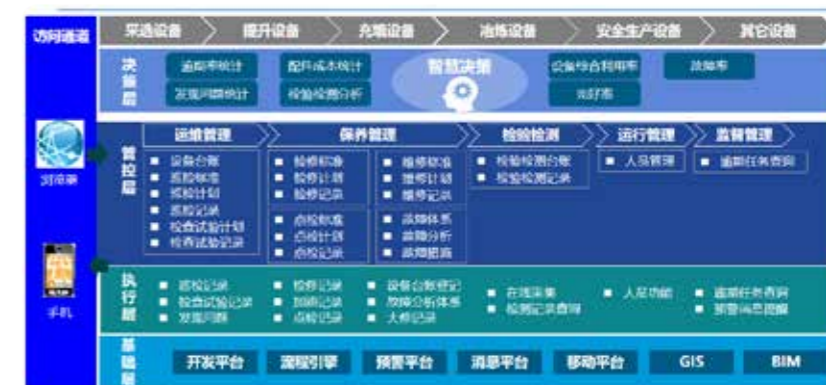 访问通道
采选设备
提升设备
充填设备
冶炼设备
安全生产设备
其它设备
决策层
逾期率统计
配件成本统计
智慧决策
设备综合利用率
故障率
发现问题统计
检验检测分析
完好率
浏览器
手机
管控层
运维管理
保养管理
检验检测
运行管理
监督管理
设备台账
巡检标准
巡检计划
巡检记录
检查试验计划
检查试验记录
检修标准
检修计划
检修记录
点检标准
点检计划
点检记录
维修标准
维修计划
维修记录
故障体系
故障分析
故障措施
检验检测台账
检验检测记录
人员管理
逾期任务查询
执行层
巡检记录
检查试验记录
发现问题
检修记录
加油记录
点检记录
设备台账登记
故障分析体系
大修记录
在线采集
检测记录查询
人员功能
逾期任务查询
预警消息提醒
基础层
开发平台
流程引擎
预警平台
消息平台
移动平台
GIS
BIM